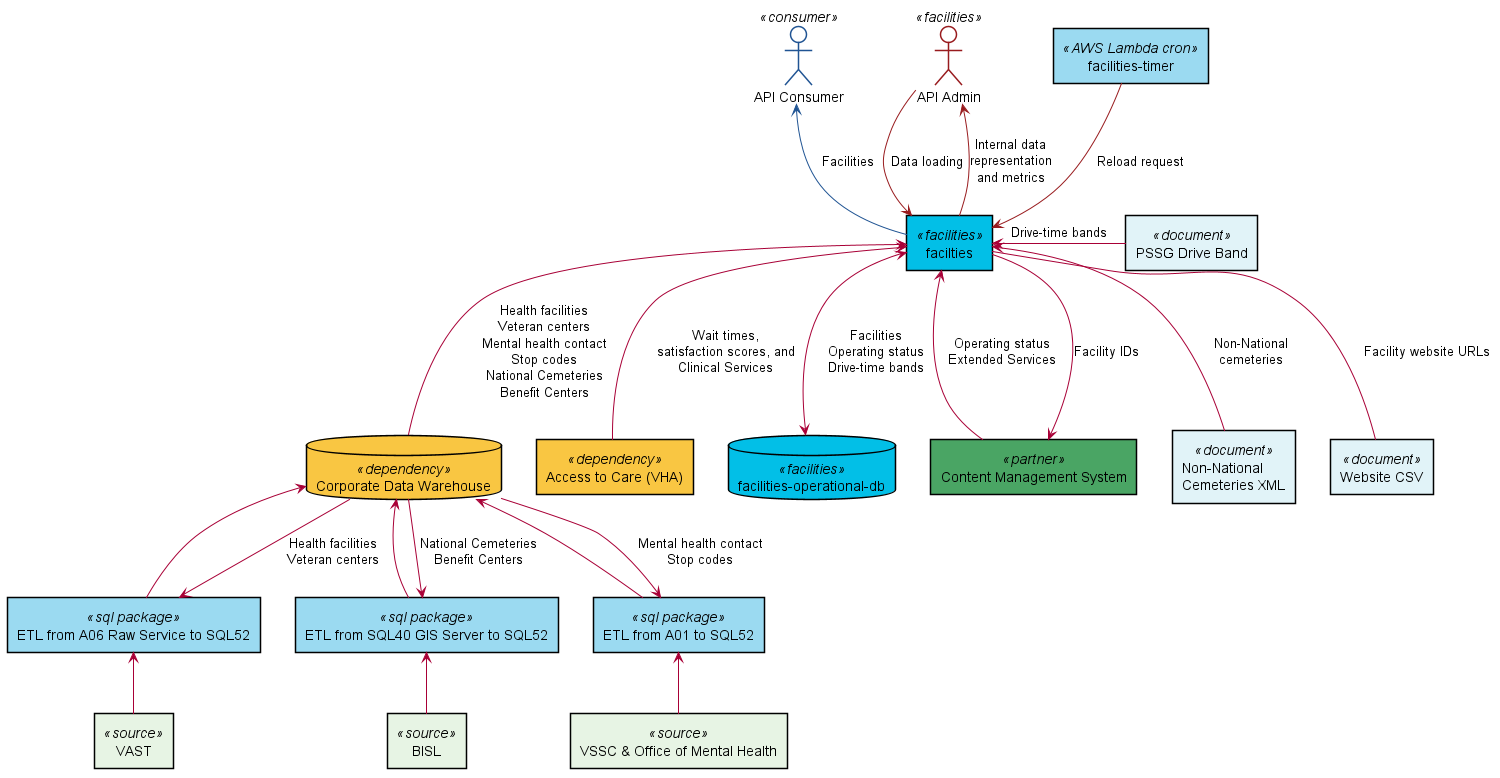 «consumer»
API Consumer
«facilities»
API Admin
«AWS Lambda cron»
facilities-timer
Facilities
Data loading
Internal data
representation
and metrics
Reload request
«facilities»
facilties
Drive-time bands
«document»
PSSG Drive Band
Health facilities
Veteran centers
Mental health contact
Stop codes
National Cemeteries
Benefit Centers
Wait times,
satisfaction scores, and
Clinical Services
Facilities
Operating status
Drive-time bands
Operating status
Extended Services
Facility IDs
Non-National
cemeteries
Facility website URLs
«dependency»
Corporate Data Warehouse
«dependency»
Access to Care (VHA)
«facilities»
facilities-operational-db
«partner»
Content Management System
«document»
Non-National
Cemeteries XML
«document»
Website CSV
Health facilities
Veteran centers
National Cemeteries
Benefit Centers
Mental health contact
Stop codes
«sql package»
ETL from A06 Raw Service to SQL52
«sql package»
ETL from SQL40 GIS Server to SQL52
«sql package»
ETL from A01 to SQL52
«source»
VAST
«source»
BISL
«source»
VSSC & Office of Mental Health